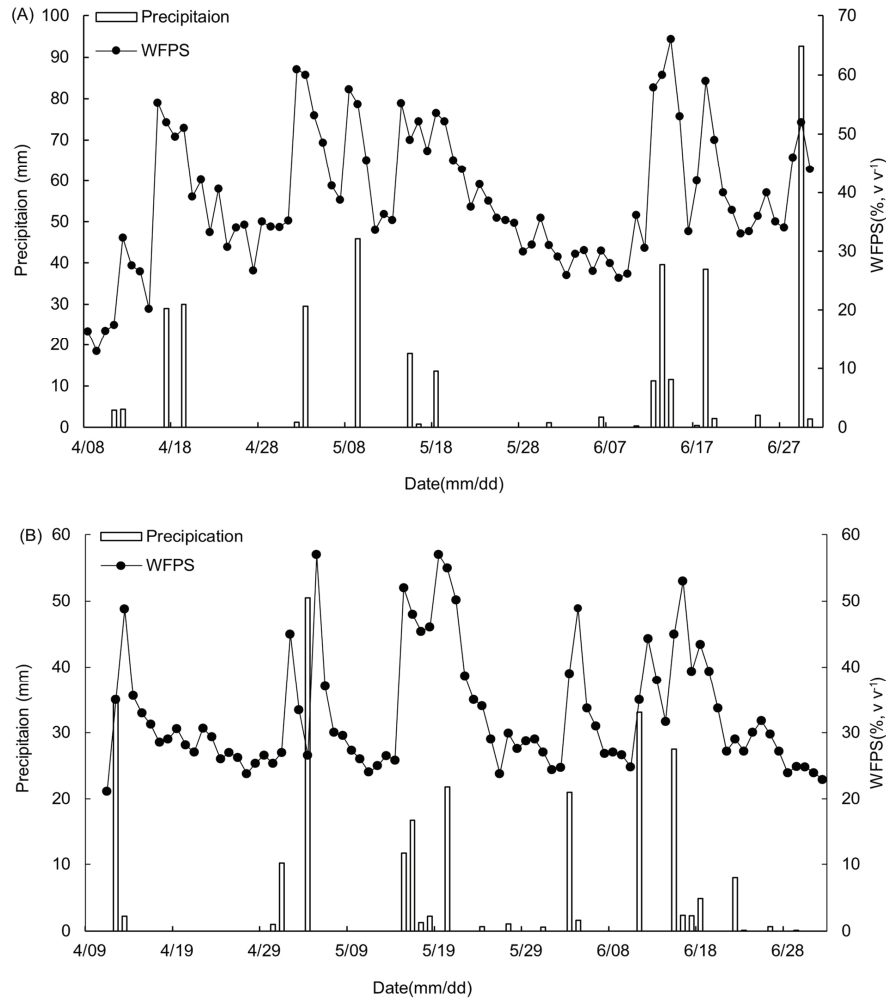 (A)
Precipitaion
WFPS
100
90
80
70
60
50
40
30
20
10
0
Precipitaion (mm)
70
60
50
40
30
20
10
0
WFPS(%, v v-1)
4/08 4/18 4/28 5/08 5/18 5/28 6/07 6/17 6/27
Date(mm/dd)
(B)
Precipication
WFPS
60
50
40
30
20
10
0
Precipitaion (mm)
60
50
40
30
20
10
0
WFPS(%, v v-1)
4/09 4/19 4/29 5/09 5/19 5/29 6/08 6/18 6/28
Date(mm/dd)